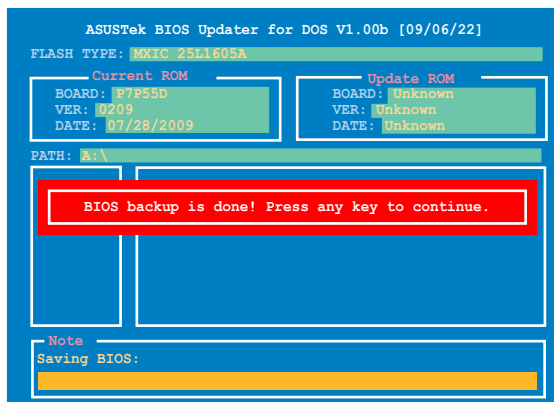 ASUSTek BIOS Updater for DOS V1.00b [09/06/22]
FLASH TYPE: MXIC 25L1605A
Current ROM
BOARD: P7P55D
VER: 0209
DATE: 07/28/2009
Update ROM
BOARD: Unknown
VER: Unknown
DATE: Unknown
PATH: A:\
BIOS backup is done! Press any key to continue.
Note
Saving BIOS: